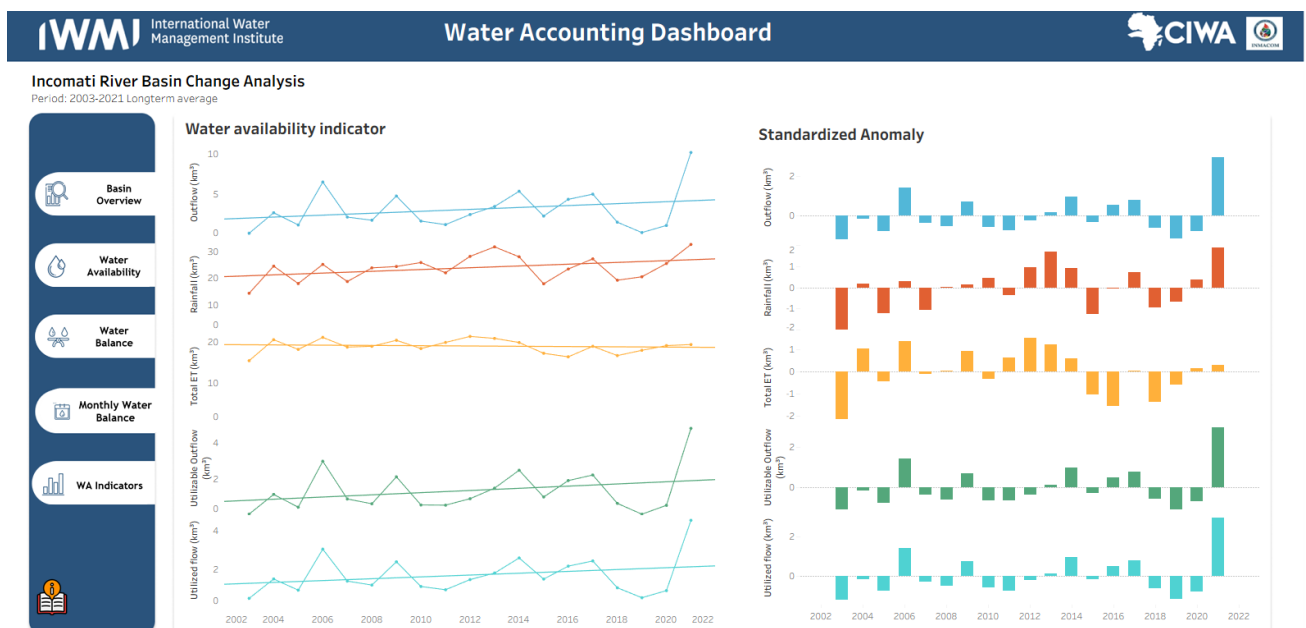 IWMI
International Water
Management Institute
Water Accounting Dashboard
CIWA
INMACOM
Incomati River Basin Change Analysis
Period: 2003-2021 Longterm average
Basin
Overview
Water
Availability
Water
Balance
Monthly Water
Balance
WA Indicators
Water availability indicator
Outflow (km³)
10
5
0
Rainfall (km³)
30
20
10
0
Total ET (km³)
20
10
0
Utilizable Outflow
(km³)
4
2
0
Utilized flow (km³)
4
2
0
2002 2004 2006 2008 2010 2012 2014 2016 2018 2020 2022
Standardized Anomaly
Outflow (km³)
2
0
Rainfall (km³)
2
1
0
-1
-2
Total ET (km³)
1
0
-1
-2
Utilizable Outflow
(km³)
2
0
Utilized flow (km³)
2
0
2002 2004 2006 2008 2010 2012 2014 2016 2018 2020 2022